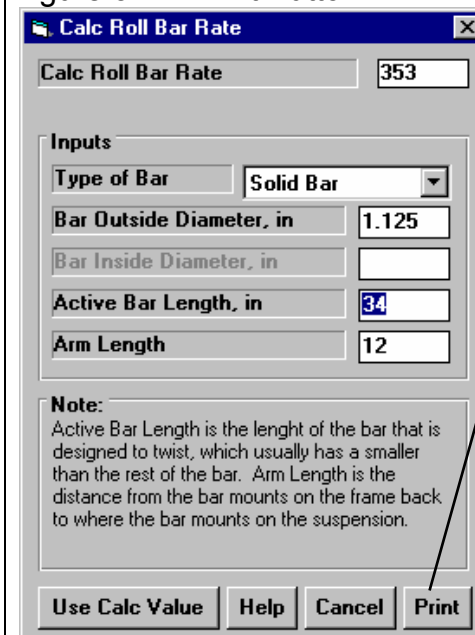 Calc Roll Bar Rate
Calc Roll Bar Rate 353
Inputs
Type of Bar Solid Bar
Bar Outside Diameter, in 1.125
Bar Inside Diameter, in
Active Bar Length, in 34
Arm Length 12
Note:
Active Bar Length is the lenght of the bar that is
designed to twist, which usually has a smaller
than the rest of the bar. Arm Length is the
distance from the bar mounts on the frame back
to where the bar mounts on the suspension.
Use Calc Value Help Cancel Print